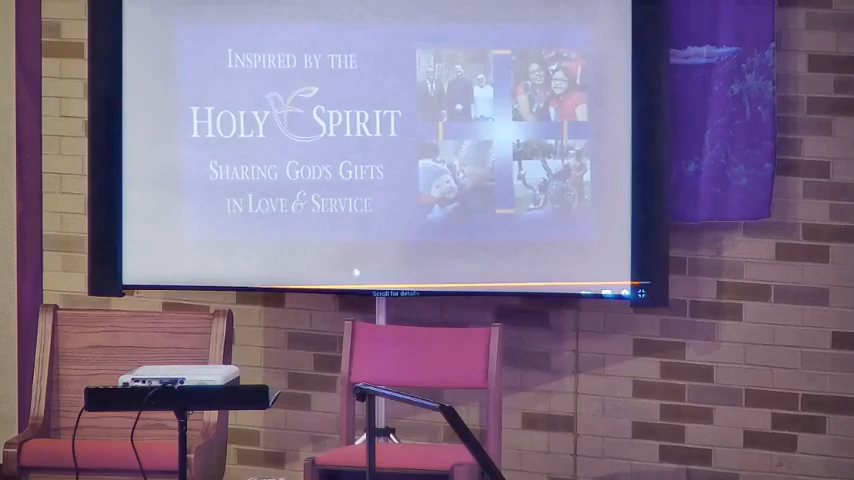 INSPIRED BY THE
HOLY SPIRIT
SHARING GOD'S GIFTS
IN LOVE & SERVICE
Scroll for details